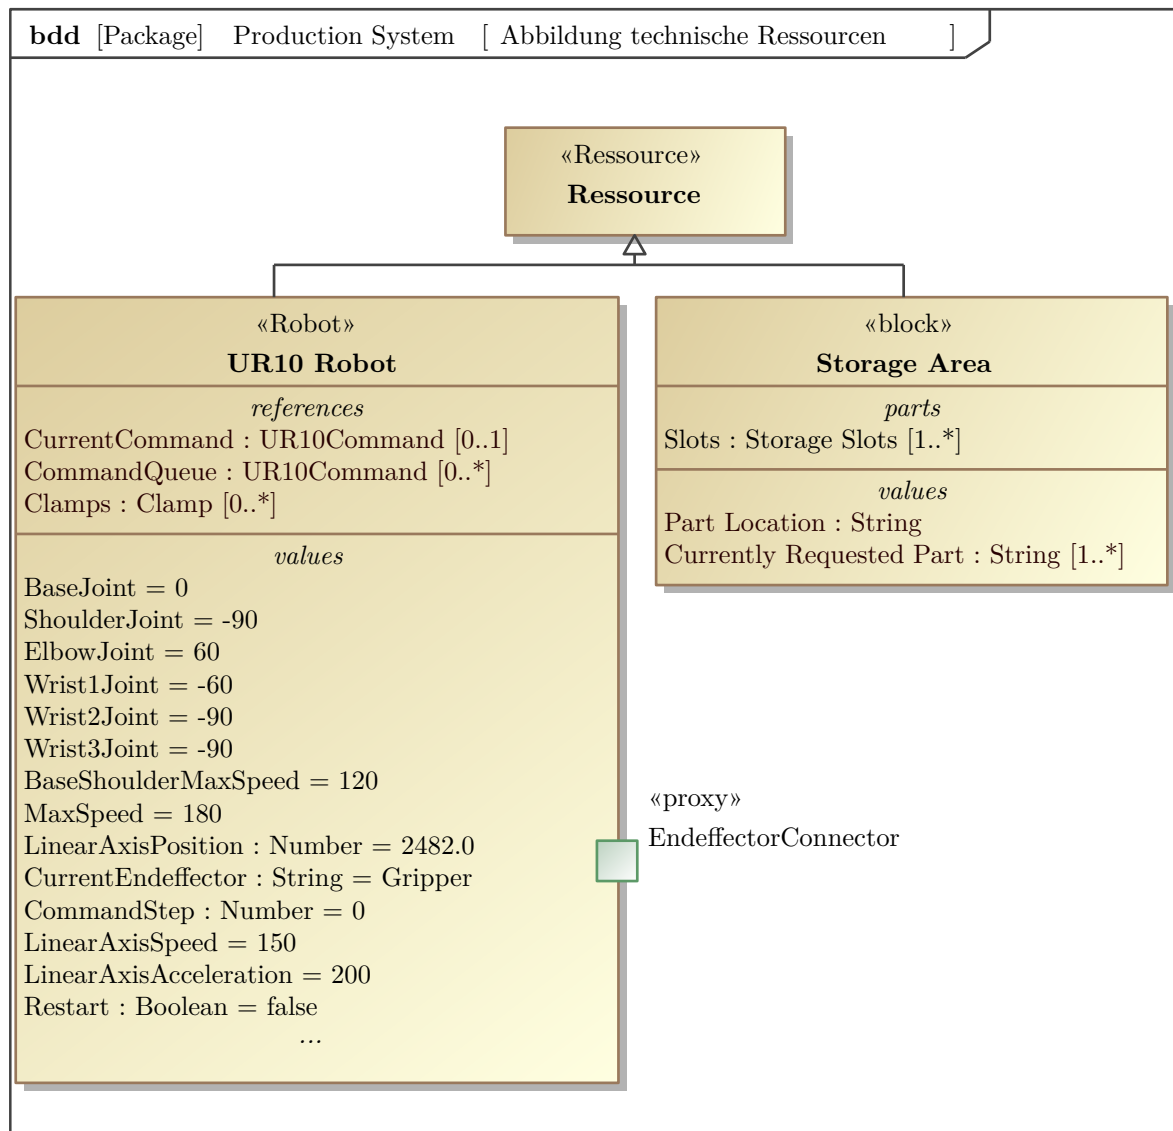 bdd [Package] Production System [ Abbildung technische Ressourcen ]
«Ressource»
Ressource
«Robot»
UR10 Robot
references
CurrentCommand : UR10Command [0..1]
CommandQueue : UR10Command [0..*]
Clamps : Clamp [0..*]
values
BaseJoint = 0
ShoulderJoint = -90
ElbowJoint = 60
Wrist1Joint = -60
Wrist2Joint = -90
Wrist3Joint = -90
BaseShoulderMaxSpeed = 120
MaxSpeed = 180
LinearAxisPosition : Number = 2482.0
CurrentEndeffector : String = Gripper
CommandStep : Number = 0
LinearAxisSpeed = 150
LinearAxisAcceleration = 200
Restart : Boolean = false
...
«block»
Storage Area
parts
Slots : Storage Slots [1..*]
values
Part Location : String
Currently Requested Part : String [1..*]
«proxy»
EndeffectorConnector